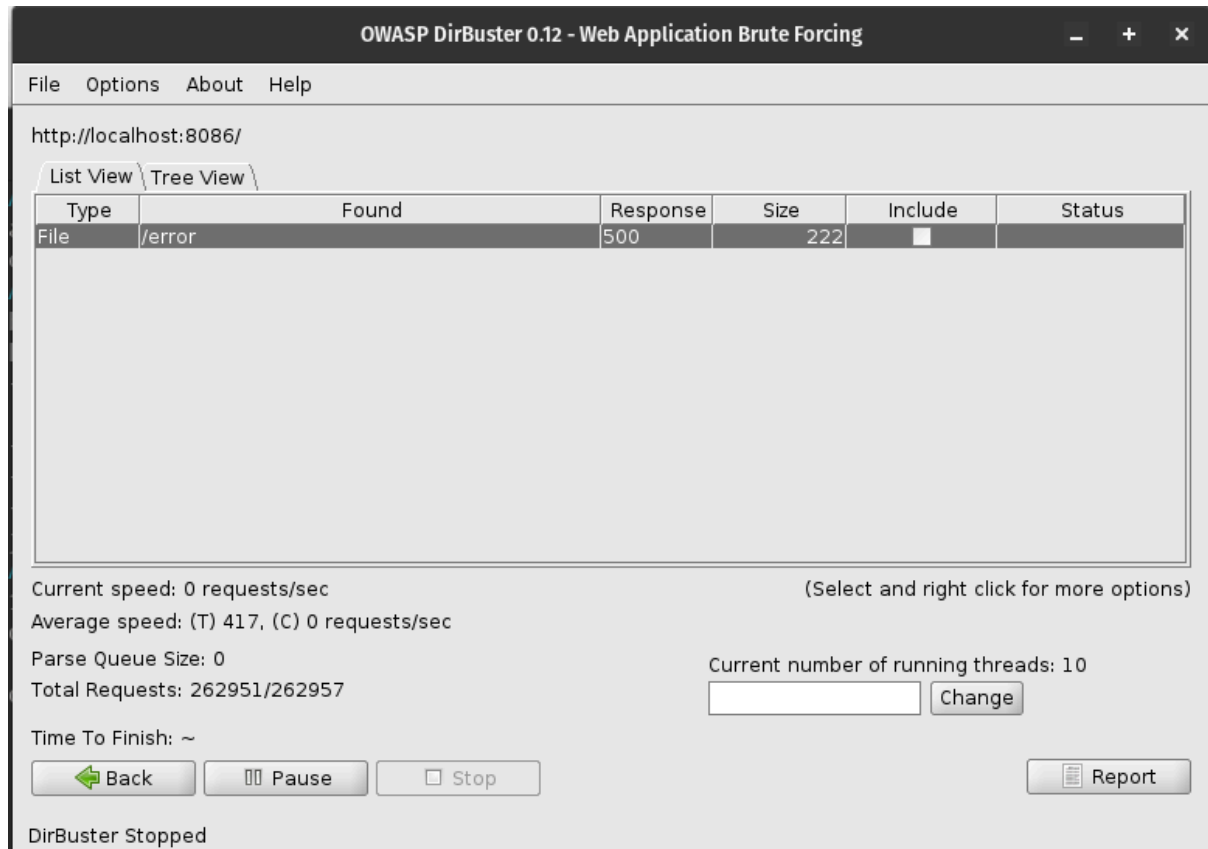 OWASP DirBuster 0.12 - Web Application Brute Forcing
File Options About Help
http://localhost:8086/
List View Tree View
Type Found Response Size Include Status
File /error 500 222
Current speed: 0 requests/sec (Select and right click for more options)
Average speed: (T) 417, (C) 0 requests/sec
Parse Queue Size: 0
Current number of running threads: 10
Total Requests: 262951/262957
Change
Time To Finish: ~
Back Pause Stop Report
DirBuster Stopped